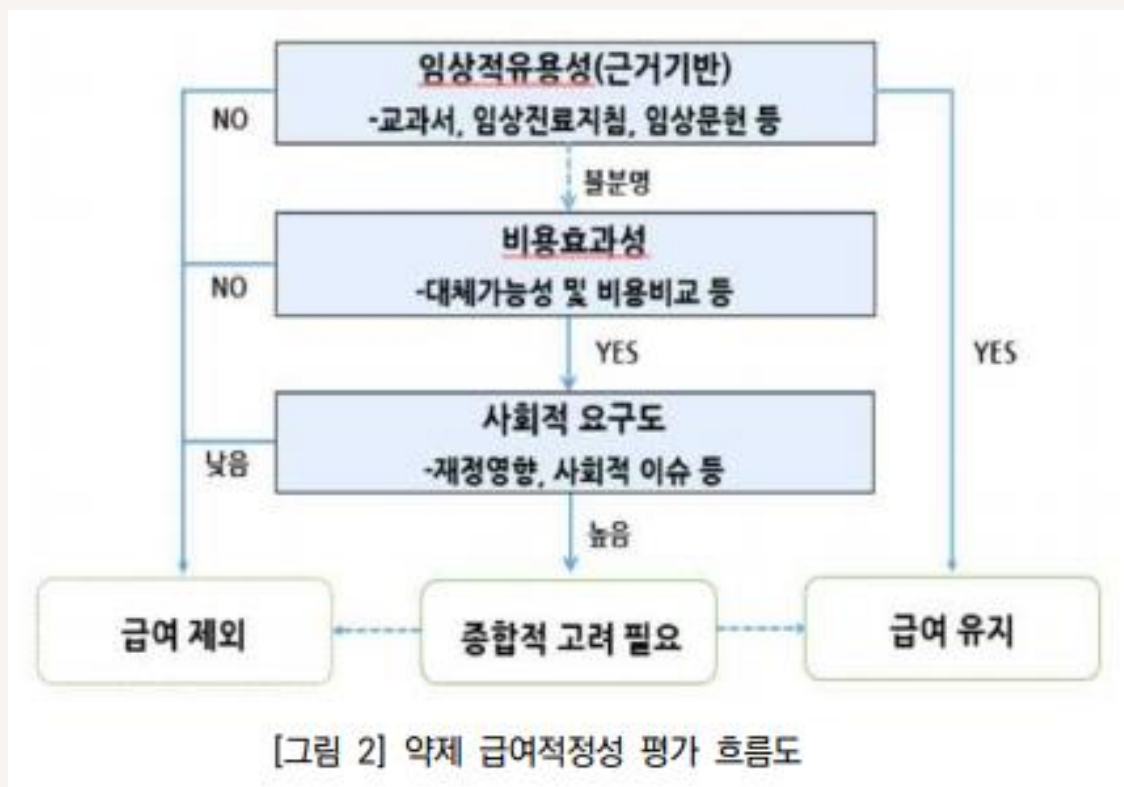 임상적유용성(근거기반)
-교과서, 임상진료지침, 임상문헌 등
NO
불분명
비용효과성
-대체가능성 및 비용비교 등
NO
YES
YES
사회적 요구도
-재정영향, 사회적 이슈 등
낮음
높음
급여 제외
종합적 고려 필요
급여 유지
[그림 2] 약제 급여적정성 평가 흐름도